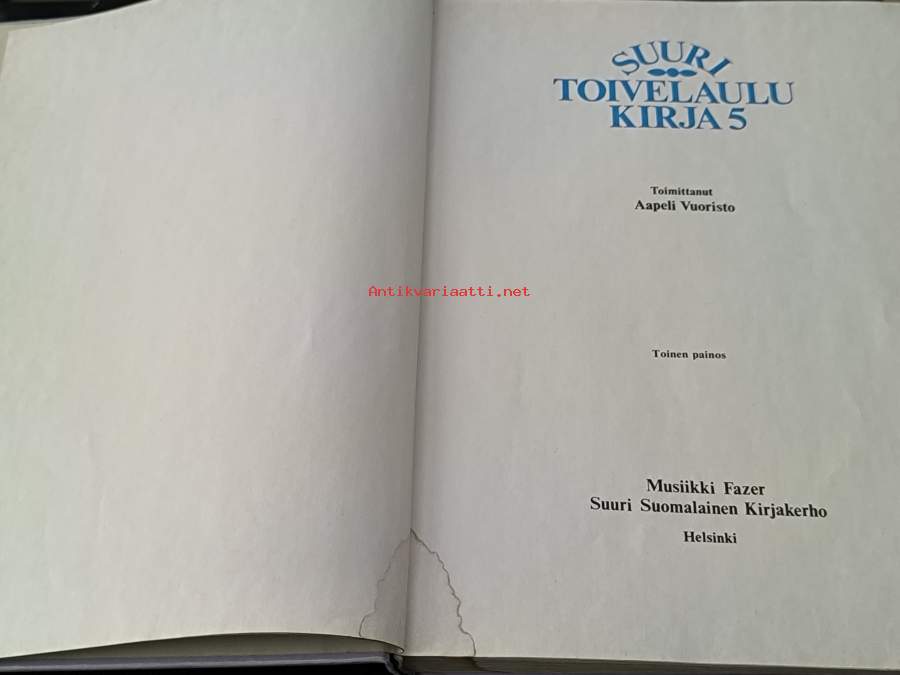 SUURI
TOIVELAULU
KIRJA 5
Toimittanut
Aapeli Vuoristo
Antikvariaatti.net
Toinen painos
Musiikki Fazer
Suuri Suomalainen Kirjakerho
Helsinki